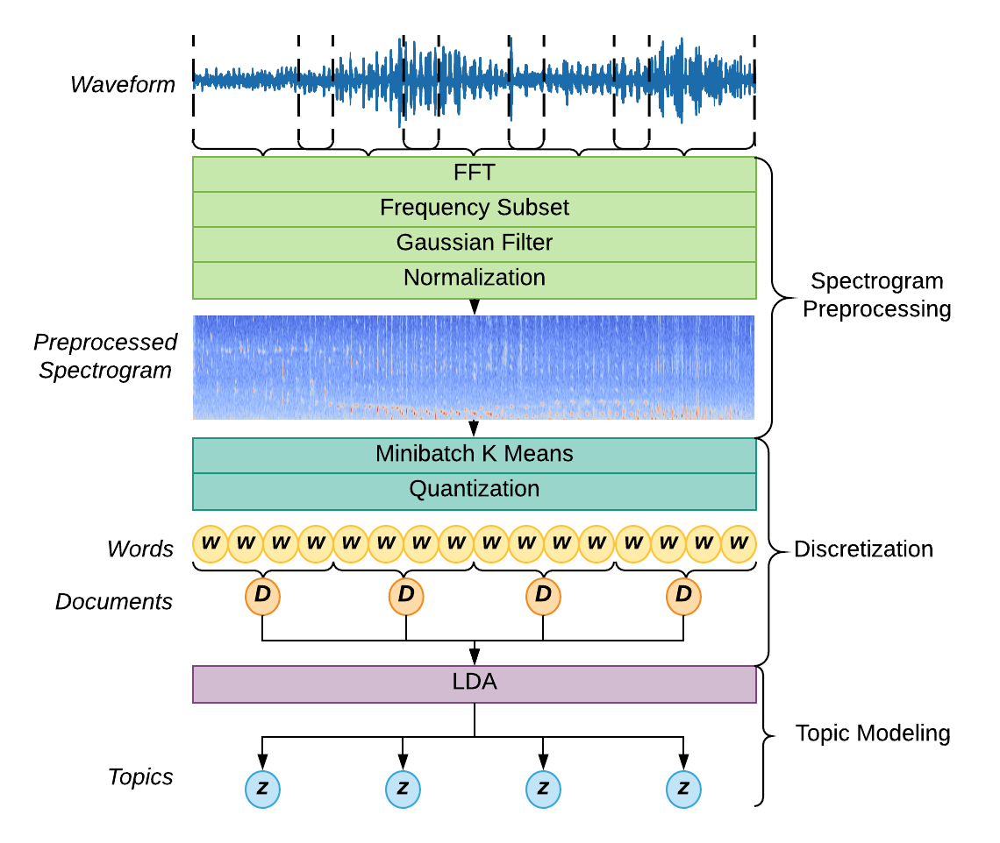 Waveform
FFT
Frequency Subset
Gaussian Filter
Normalization
Spectrogram
Preprocessing
Preprocessed
Spectrogram
Minibatch K Means
Quantization
Words
w w w w w w w w w w w w w w w w
Discretization
Documents
D D D D
LDA
Topic Modeling
Topics
z z z z